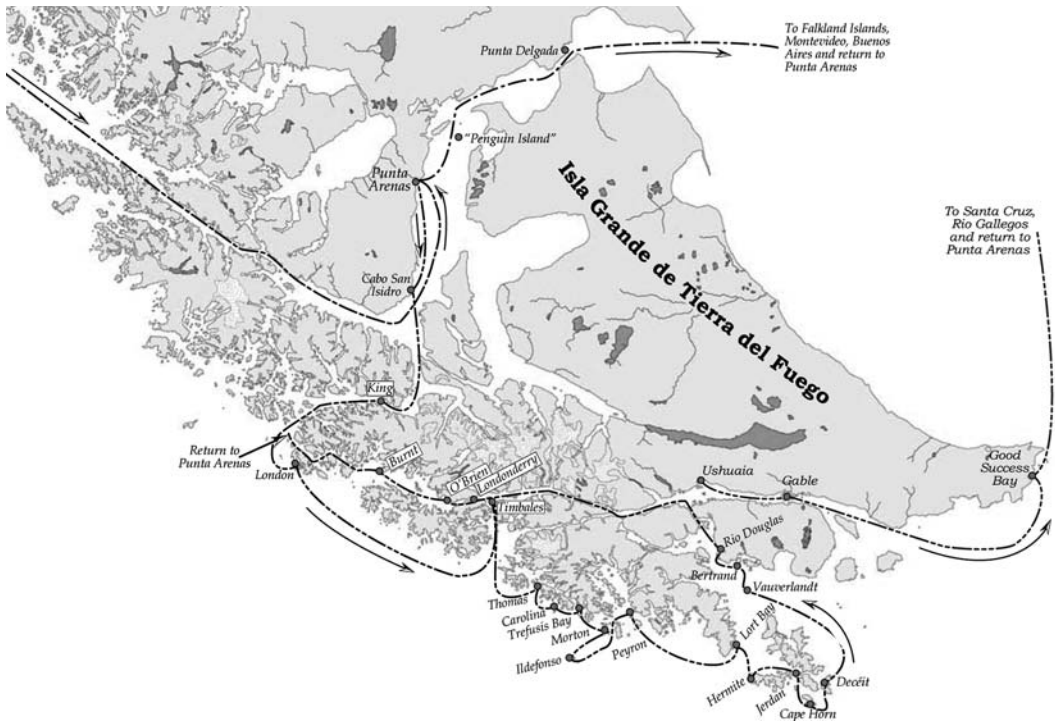 To Falkland Islands,
Montevideo, Buenos
Aires and return to
Punta Arenas
Punta Delgada
"Penguin Island"
Punta
Arenas
Isla Grande de Tierra del Fuego
To Santa Cruz,
Rio Gallegos
and return to
Punta Arenas
Cabo San
Isidro
King
Return to
Punta Arenas
London
Burnt
O'Brien
Londonderry
Timbales
Ushuaia
Gable
Good
Success
Bay
Rio Douglas
Bertrand
Vauverlandt
Thomas
Carolina
Trefusis Bay
Morton
Ildefonso
Peyron
Lort Bay
Hermite
Jerdan
Cape Horn
Decéit